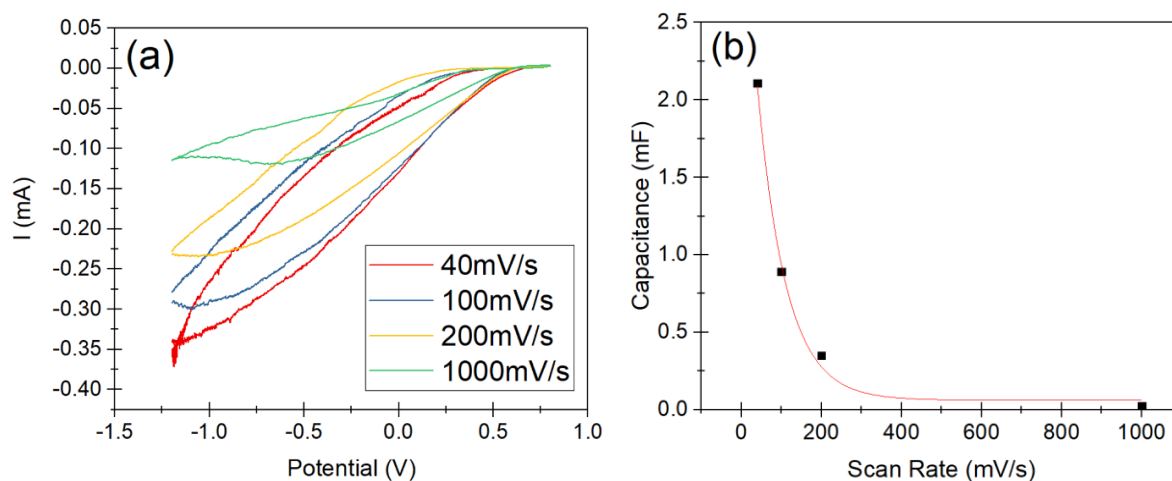 (a)
I (mA)
0.05
0.00
-0.05
-0.10
-0.15
-0.20
-0.25
-0.30
-0.35
-0.40
40mV/s
100mV/s
200mV/s
1000mV/s
-1.5 -1.0 -0.5 0.0 0.5 1.0
Potential (V)
(b)
Capacitance (mF)
2.5
2.0
1.5
1.0
0.5
0.0
0 200 400 600 800 1000
Scan Rate (mV/s)